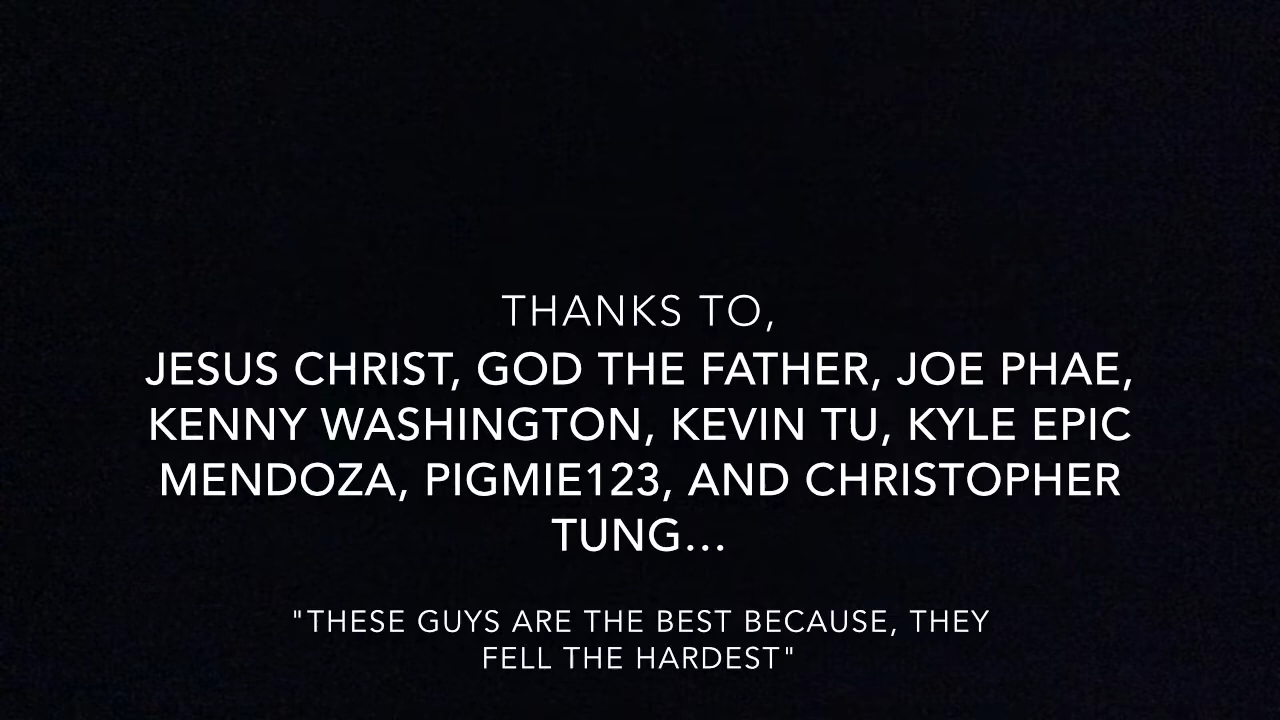 THANKS TO,
JESUS CHRIST, GOD THE FATHER, JOE PHAE,
KENNY WASHINGTON, KEVIN TU, KYLE EPIC
MENDOZA, PIGMIE123, AND CHRISTOPHER
TUNG...
"THESE GUYS ARE THE BEST BECAUSE, THEY
FELL THE HARDEST"